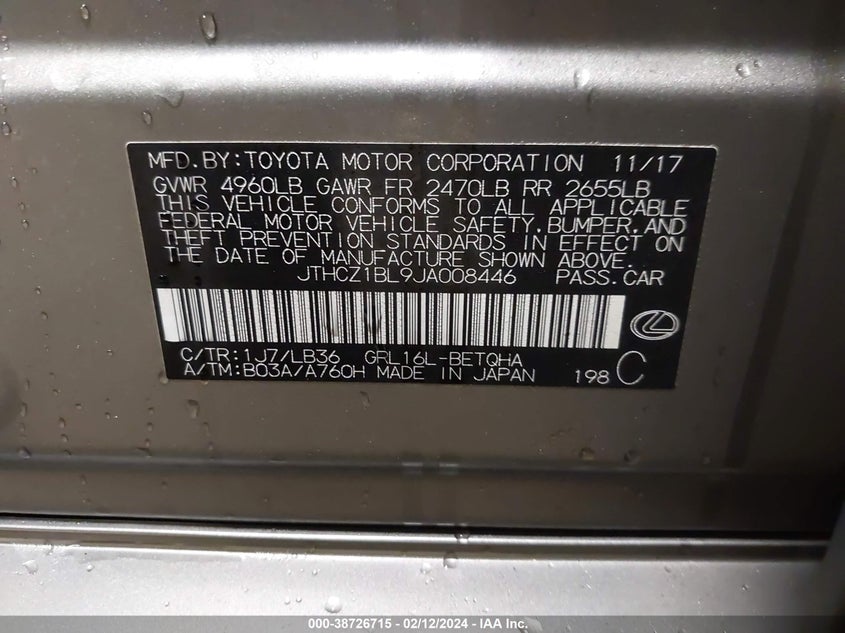 MFD.BY:TOYOTA MOTOR CORPORATION 11/17
GVWR 4960LB GAWR FR 2470LB RR 2655LB
THIS VEHICLE CONFORMS TO ALL APPLICABLE
FEDERAL MOTOR VEHICLE SAFETY,BUMPER,AND
THEFT PREVENTION STANDARDS IN EFFECT ON
THE DATE OF MANUFACTURE SHOWN ABOVE.
JTHCZ1BL9JA008446 PASS.CAR
C/TR:1J7/LB36 GRL16L-BETQHA
A/TM:B03A/A760H MADE IN JAPAN 198 C
000-38726715 - 02/12/2024 - IAA Inc.